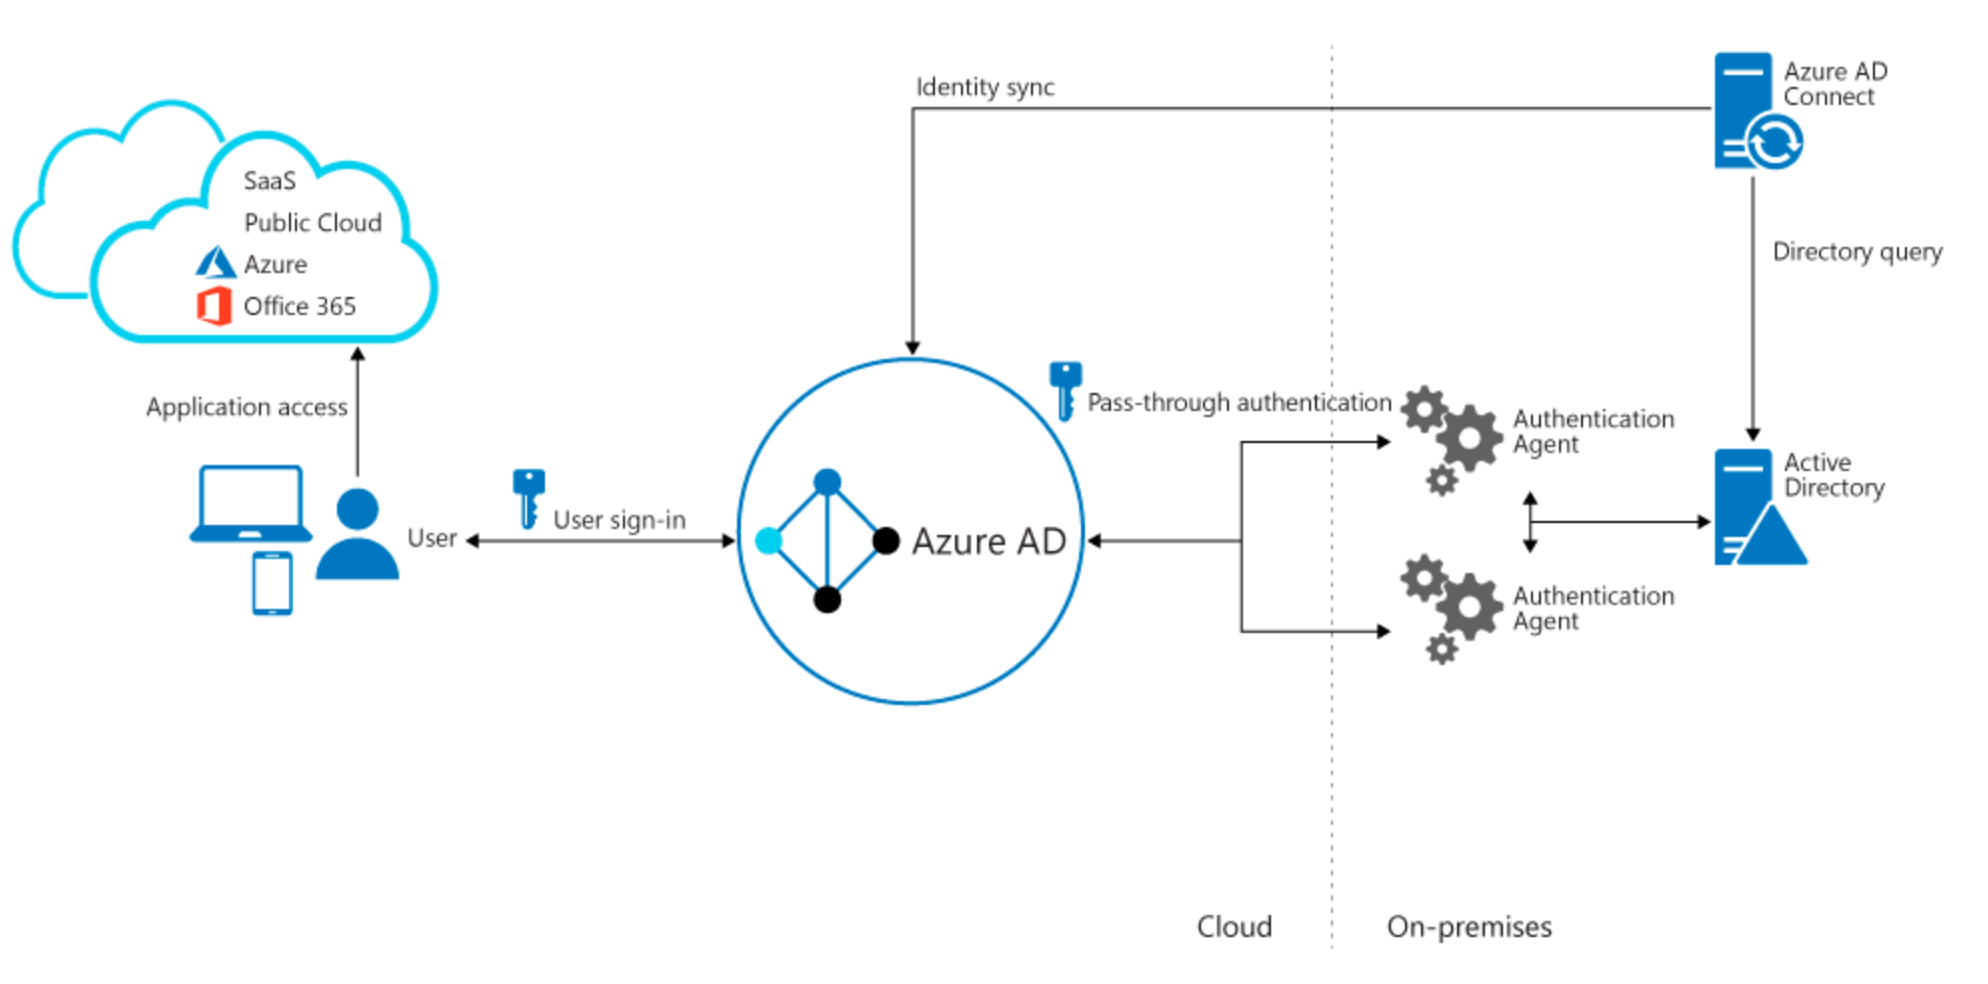 Identity sync
Azure AD
Connect
SaaS
Public Cloud
Azure
Office 365
Directory query
Application access
Pass-through authentication
Authentication
Agent
Active
Directory
User
User sign-in
Azure AD
Authentication
Agent
Cloud
On-premises